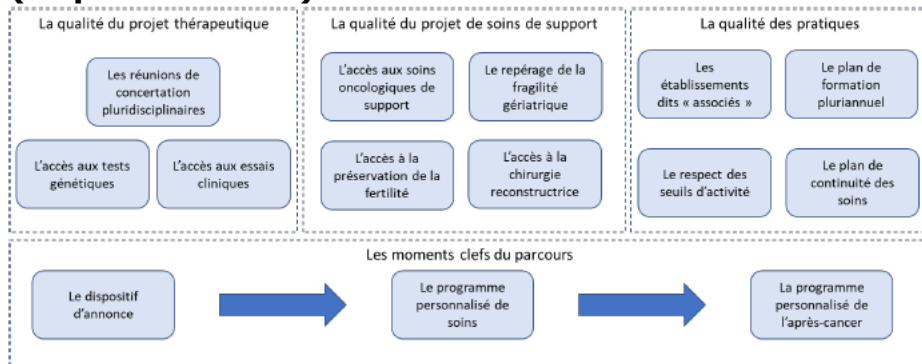 La qualité du projet thérapeutique
Les réunions de
concertation
pluridisciplinaires
L'accès aux tests
génétiques
L'accès aux essais
cliniques
La qualité du projet de soins de support
L'accès aux soins
oncologiques de
support
Le repérage de la
fragilité
gériatrique
L'accès à la
préservation de la
fertilité
L'accès à la
chirurgie
reconstructrice
La qualité des pratiques
Les
établissements
dits « associés »
Le plan de
formation
pluriannuel
Le respect des
seuils d'activité
Le plan de
continuité des
soins
Les moments clefs du parcours
Le dispositif
d'annonce
Le programme
personnalisé de
soins
La programme
personnalisé de
l'après-cancer